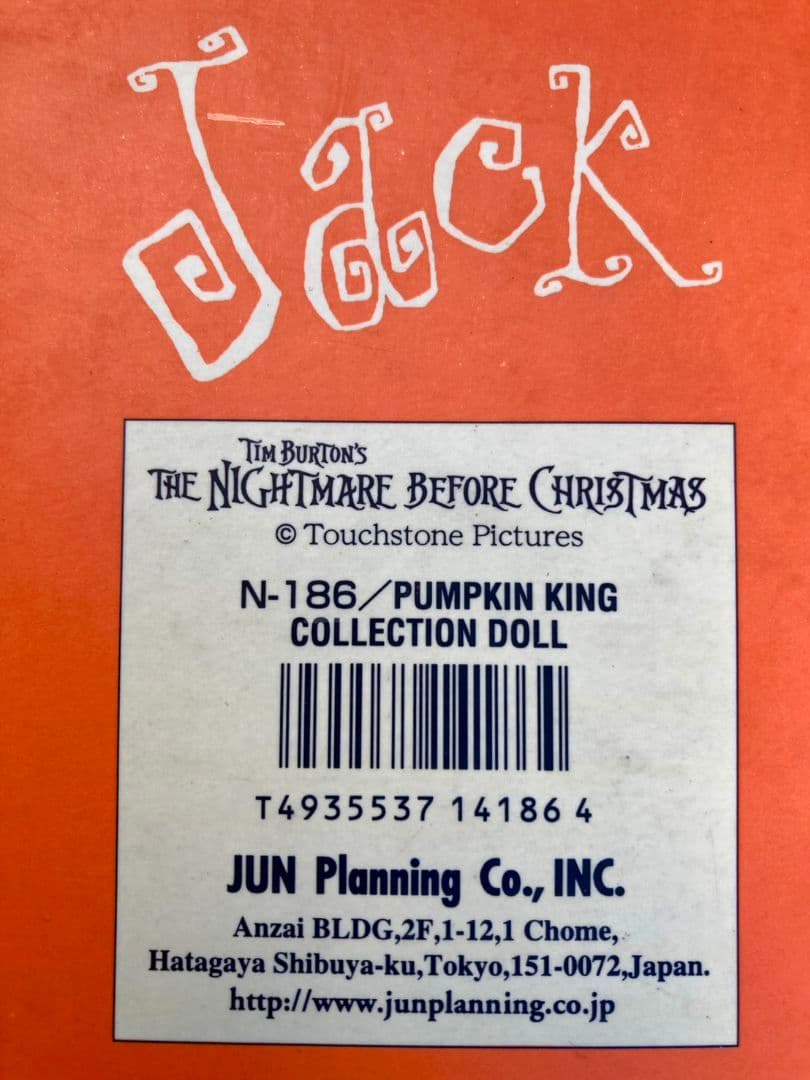 Jack
TIM BURTON'S
THE NIGHTMARE BEFORE CHRISTMAS
© Touchstone Pictures
N-186/PUMPKIN KING
COLLECTION DOLL
T4935537 14186 4
JUN Planning Co., INC.
Anzai BLDG,2F,1-12,1 Chome,
Hatagaya Shibuya-ku,Tokyo,151-0072,Japan.
http://www.junplanning.co.jp